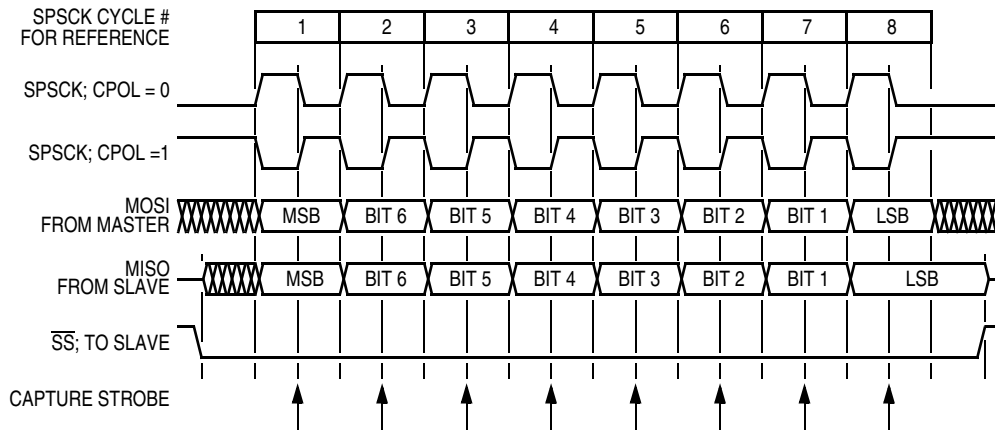 SPSCK CYCLE #
FOR REFERENCE
1 2 3 4 5 6 7 8
SPSCK; CPOL = 0
SPSCK; CPOL =1
MOSI
FROM MASTER
MSB BIT 6 BIT 5 BIT 4 BIT 3 BIT 2 BIT 1 LSB
MISO
FROM SLAVE
MSB BIT 6 BIT 5 BIT 4 BIT 3 BIT 2 BIT 1 LSB
SS; TO SLAVE
CAPTURE STROBE